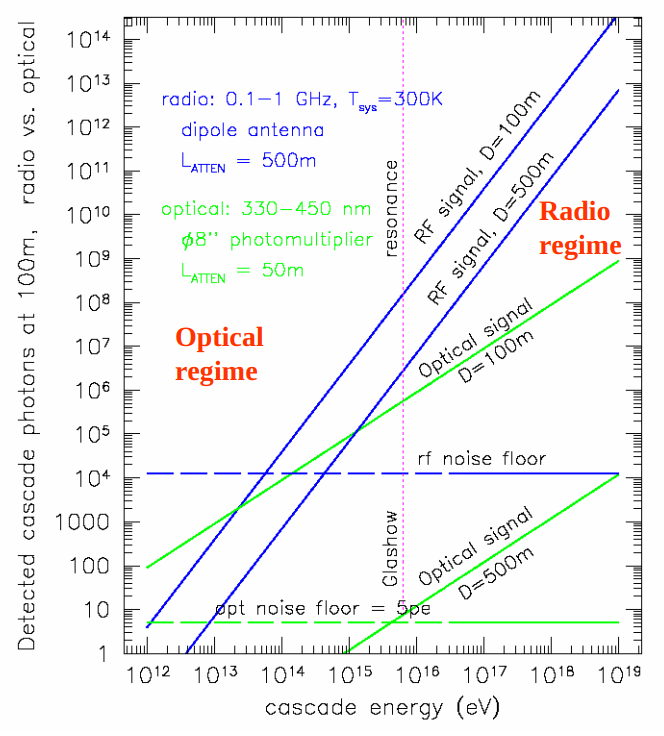 Detected cascade photons at 100m, radio vs. optical
10¹⁴
10¹³
10¹²
10¹¹
10¹⁰
10⁹
10⁸
10⁷
10⁶
10⁵
10⁴
1000
100
10
1
radio: 0.1−1 GHz, Tsys=300K
dipole antenna
LATTEN = 500m
optical: 330−450 nm
ϕ8'' photomultiplier
LATTEN = 50m
Optical
regime
Glashow resonance
RF signal, D=100m
RF signal, D=500m
Radio
regime
Optical signal
D=100m
rf noise floor
Optical signal
D=500m
opt noise floor = 5pe
10¹² 10¹³ 10¹⁴ 10¹⁵ 10¹⁶ 10¹⁷ 10¹⁸ 10¹⁹
cascade energy (eV)